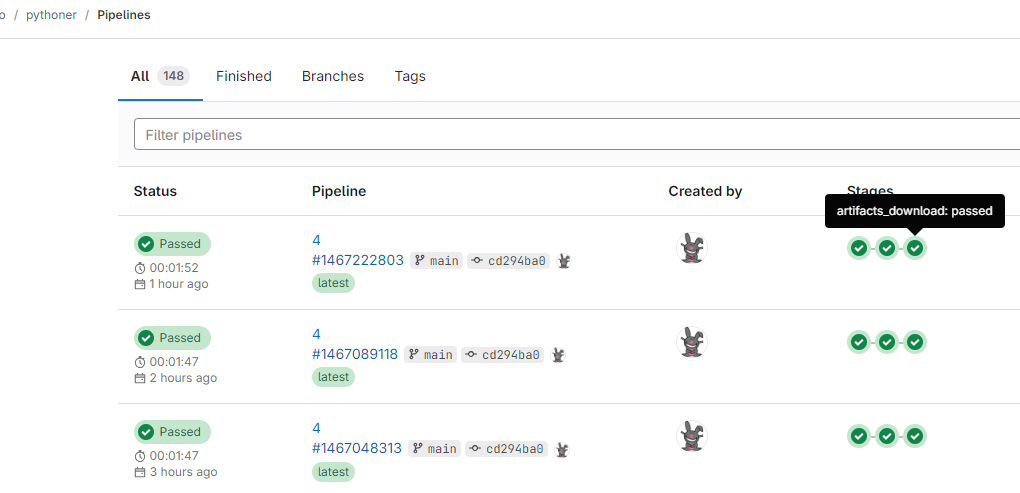 o / pythoner / Pipelines
All 148 Finished Branches Tags
Filter pipelines
Status Pipeline Created by Stages
artifacts_download: passed
Passed
00:01:52
1 hour ago
4
#1467222803 main cd294ba0
latest
Passed
00:01:47
2 hours ago
4
#1467089118 main cd294ba0
latest
Passed
00:01:47
3 hours ago
4
#1467048313 main cd294ba0
latest